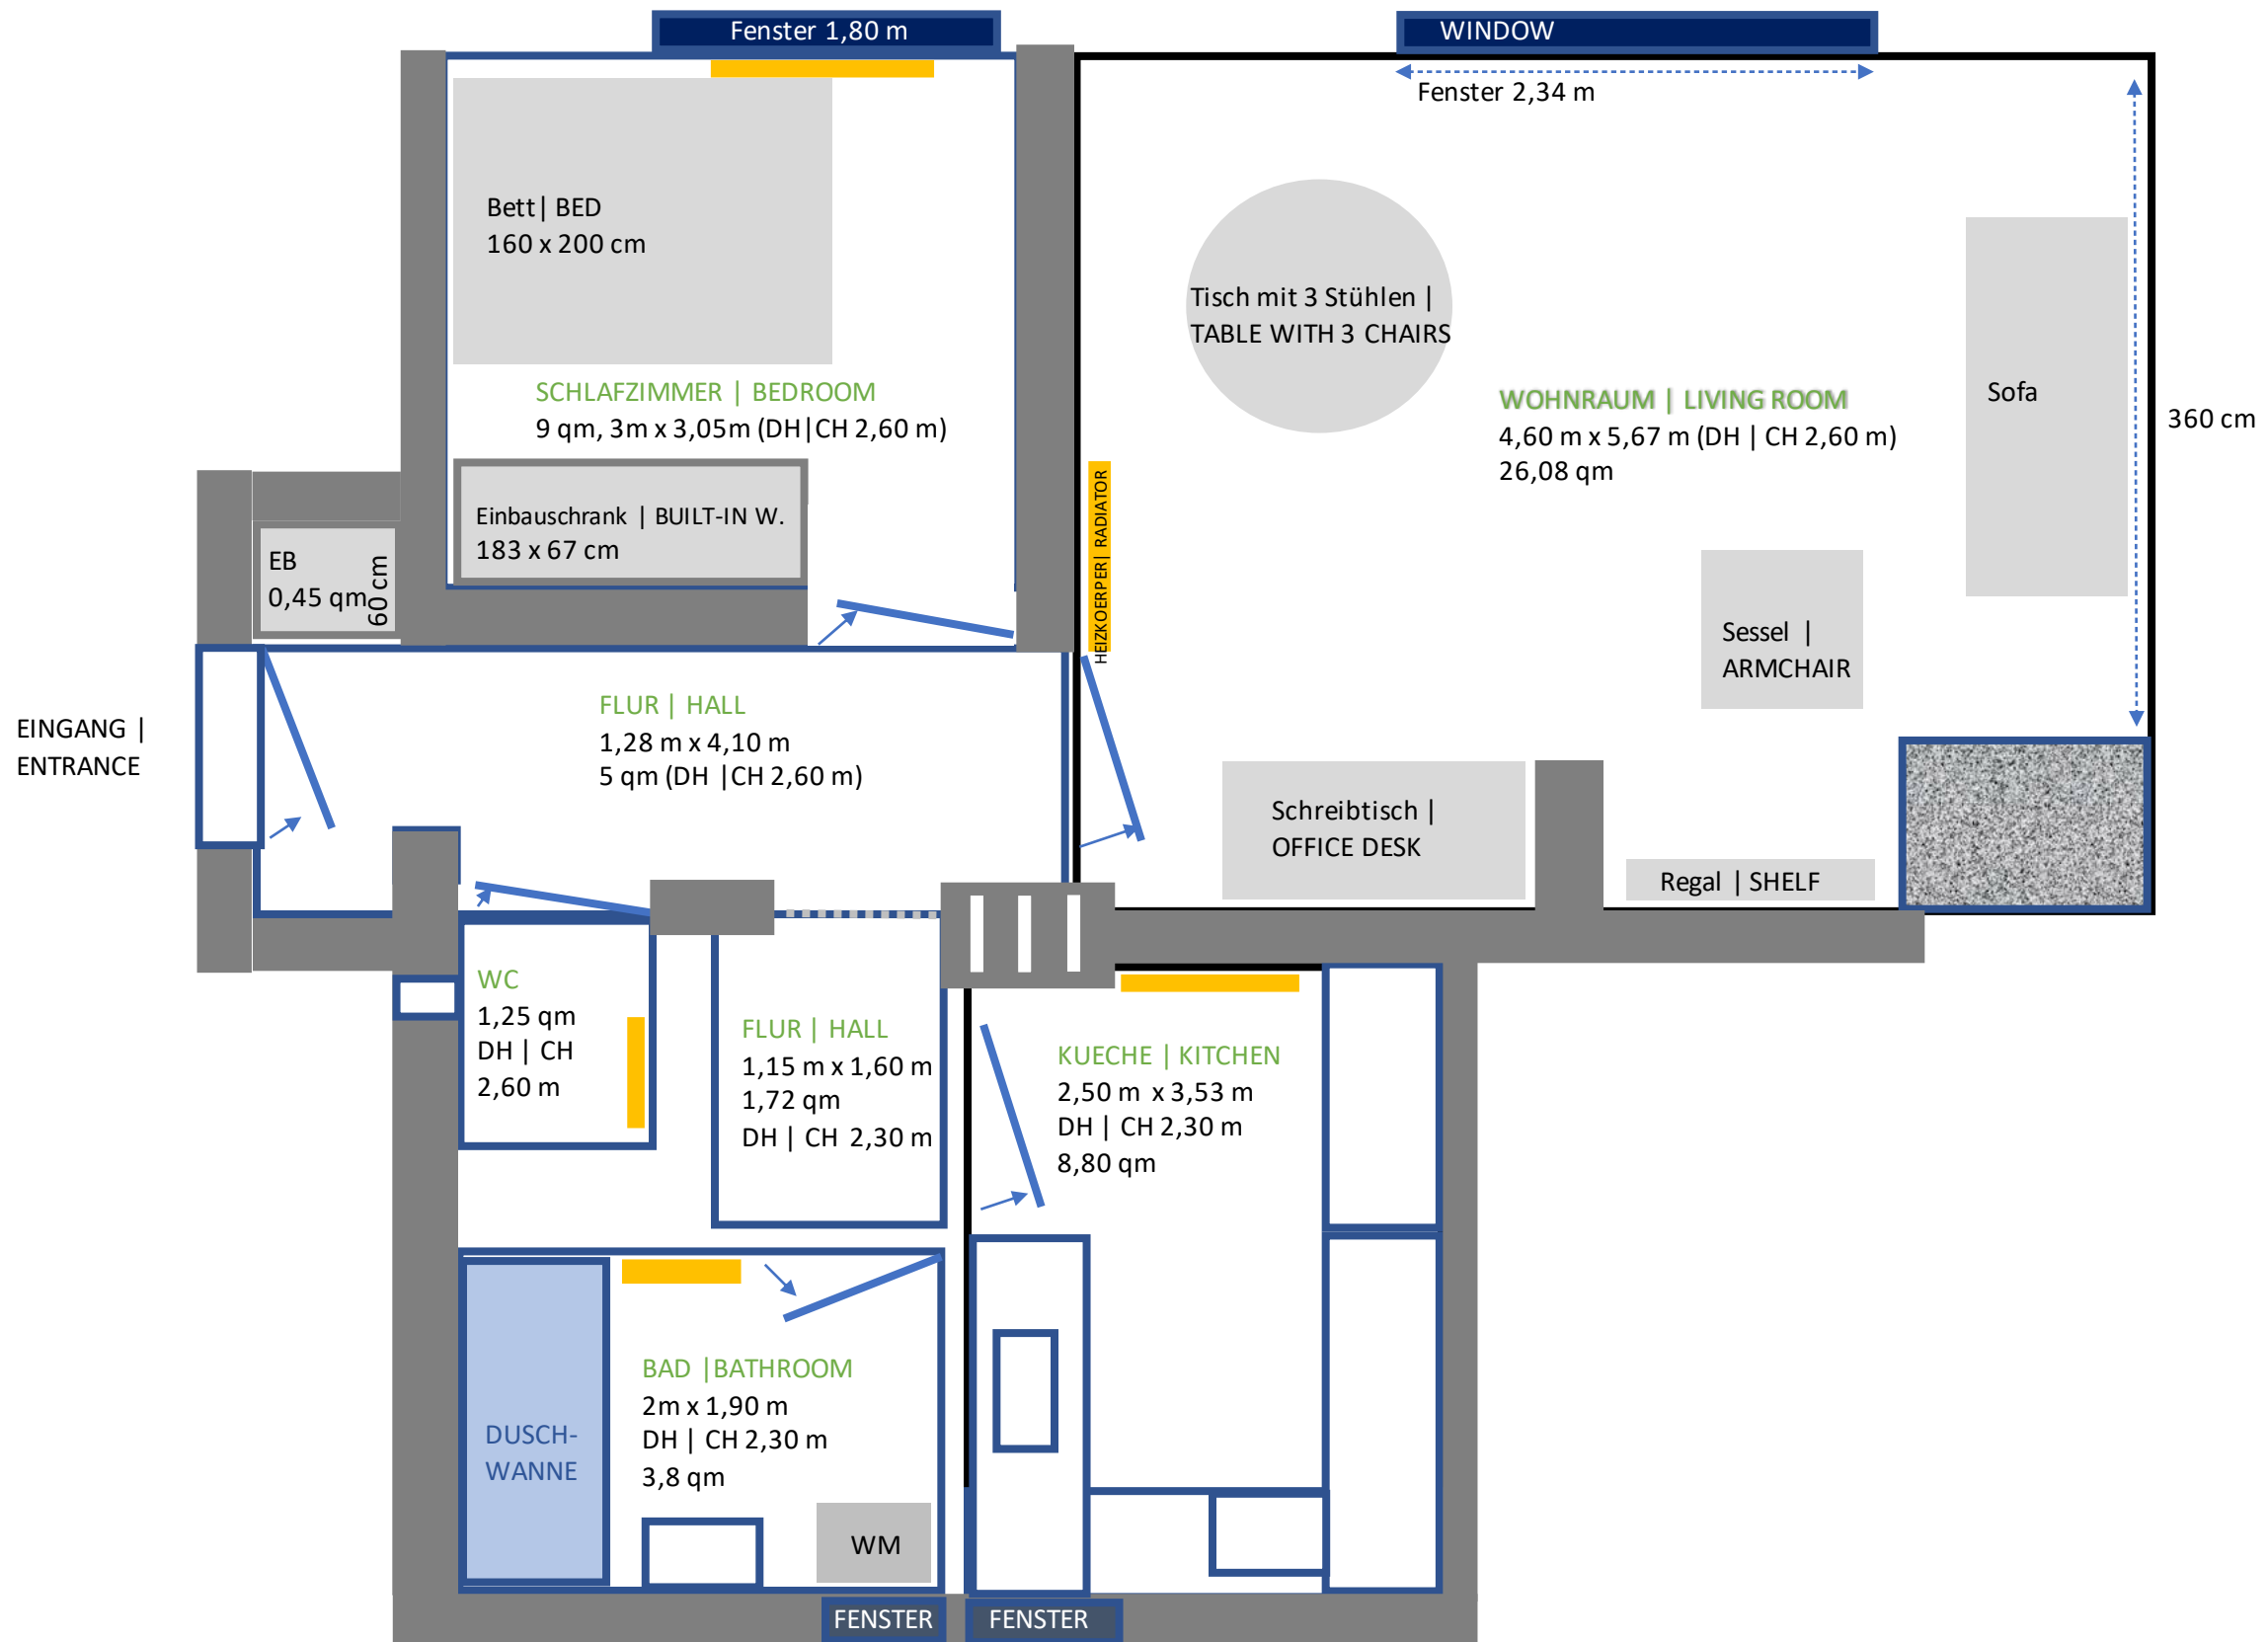 Fenster 1,80 m
WINDOW
Fenster 2,34 m
Bett| BED
160 x 200 cm
Tisch mit 3 Stühlen |
TABLE WITH 3 CHAIRS
SCHLAFZIMMER | BEDROOM
9 qm, 3m x 3,05m (DH|CH 2,60 m)
WOHNRAUM | LIVING ROOM
4,60 m x 5,67 m (DH | CH 2,60 m)
26,08 qm
Sofa
360 cm
Einbauschrank | BUILT-IN W.
183 x 67 cm
HEIZKOERPER| RADIATOR
EB
0,45 qm
60 cm
Sessel |
ARMCHAIR
EINGANG |
ENTRANCE
FLUR | HALL
1,28 m x 4,10 m
5 qm (DH |CH 2,60 m)
Schreibtisch |
OFFICE DESK
Regal | SHELF
WC
1,25 qm
DH | CH
2,60 m
FLUR | HALL
1,15 m x 1,60 m
1,72 qm
DH | CH 2,30 m
KUECHE | KITCHEN
2,50 m x 3,53 m
DH | CH 2,30 m
8,80 qm
BAD |BATHROOM
2m x 1,90 m
DH | CH 2,30 m
3,8 qm
DUSCH-
WANNE
WM
FENSTER
FENSTER